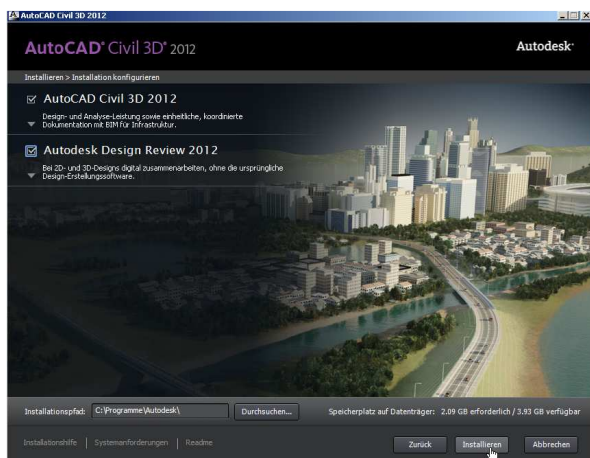 AutoCAD Civil 3D 2012
AutoCAD® Civil 3D® 2012
Autodesk®
Installieren > Installation konfigurieren
AutoCAD Civil 3D 2012
Design- und Analyse-Leistung sowie einheitliche, koordinierte
Dokumentation mit BIM für Infrastruktur.
Autodesk Design Review 2012
Bei 2D- und 3D-Designs digital zusammenarbeiten, ohne die ursprüngliche
Design-Erstellungssoftware.
Installationspfad: C:\Programme\Autodesk\ Durchsuchen... Speicherplatz auf Datenträger: 2.09 GB erforderlich / 3.93 GB verfügbar
Installationshilfe | Systemanforderungen | Readme Zurück Installieren Abbrechen